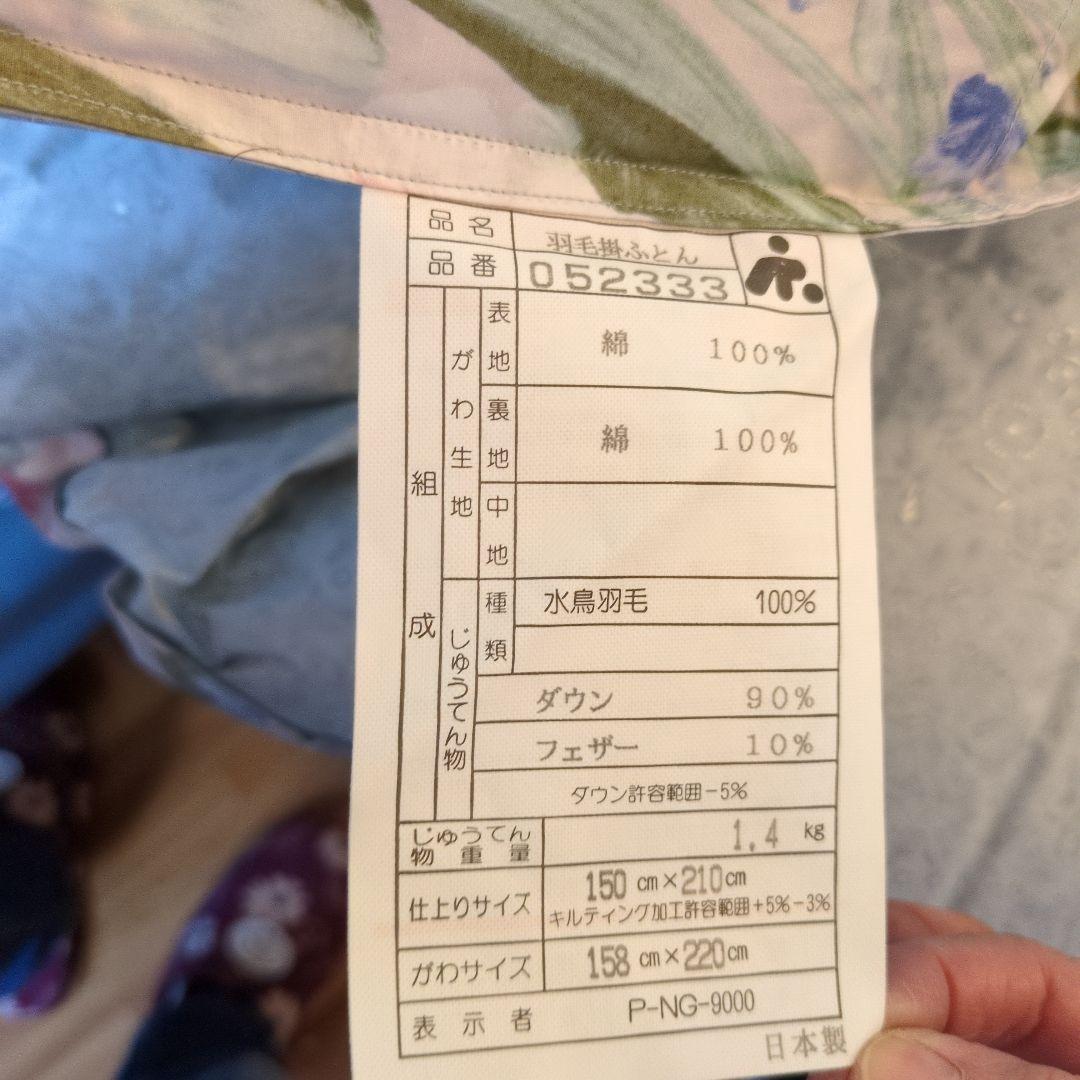 品名 羽毛掛ふとん
品番 052333
組成
がわ生地
表地 綿 100%
裏地 綿 100%
中地
じゅうてん物
種類 水鳥羽毛 100%
ダウン 90%
フェザー 10%
ダウン許容範囲-5%
じゅうてん物重量 1.4 kg
仕上りサイズ 150 cm×210cm
キルティング加工許容範囲+5%-3%
がわサイズ 158 cm×220cm
表示者 P-NG-9000
日本製